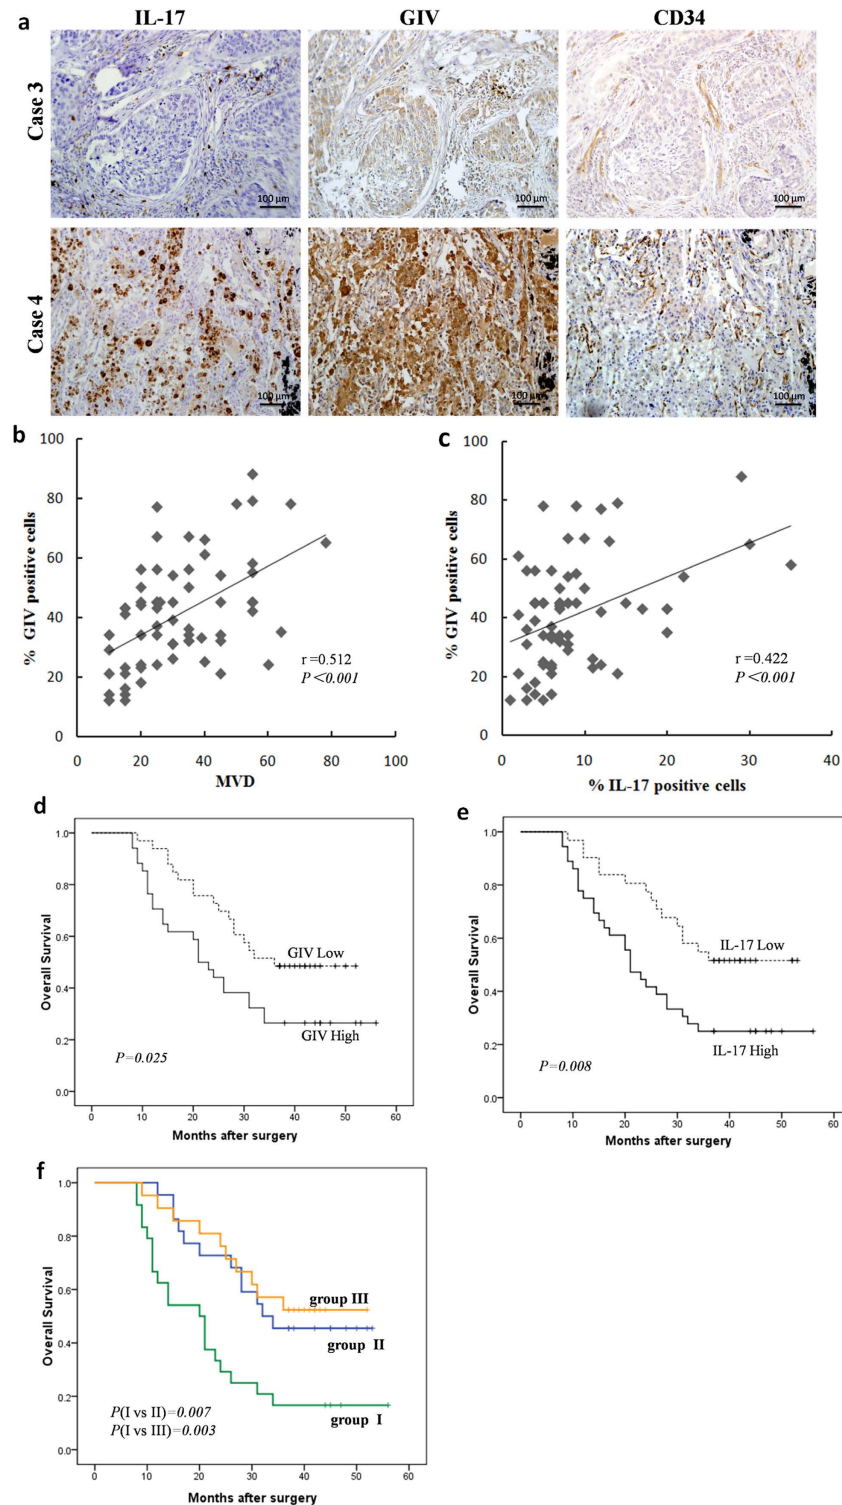 a
IL-17 GIV CD34
Case 3
100 μm 100 μm 100 μm
Case 4
100 μm 100 μm 100 μm
b
100
80
60
40
20
0
% GIV positive cells
r =0.512
P<0.001
0 20 40 60 80 100
MVD
c
100
80
60
40
20
0
% GIV positive cells
r =0.422
P<0.001
0 10 20 30 40
% IL-17 positive cells
d
1.0
0.8
0.6
0.4
0.2
0.0
Overall Survival
GIV Low
GIV High
P=0.025
0 10 20 30 40 50 60
Months after surgery
e
1.0
0.8
0.6
0.4
0.2
0.0
Overall Survival
IL-17 Low
IL-17 High
P=0.008
0 10 20 30 40 50 60
Months after surgery
f
1.0
0.8
0.6
0.4
0.2
0.0
Overall Survival
group III
group II
group I
P(I vs II)=0.007
P(I vs III)=0.003
0 10 20 30 40 50 60
Months after surgery